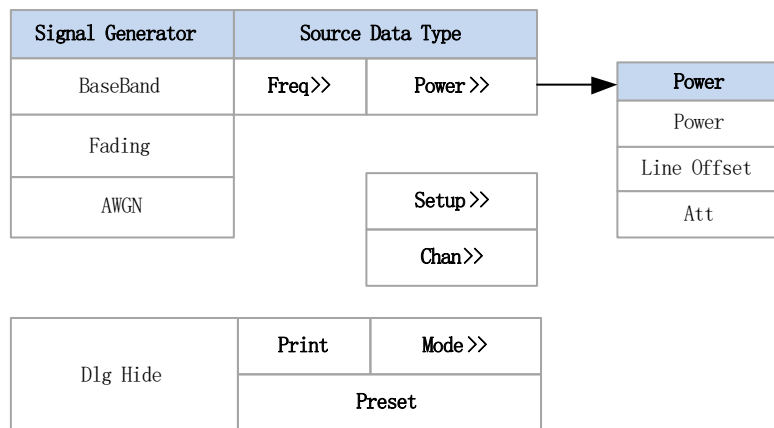 Signal Generator
Source Data Type
BaseBand
Freq>>
Power>>
Power
Power
Fading
Line Offset
AWGN
Setup>>
Att
Chan>>
Dlg Hide
Print
Mode>>
Preset